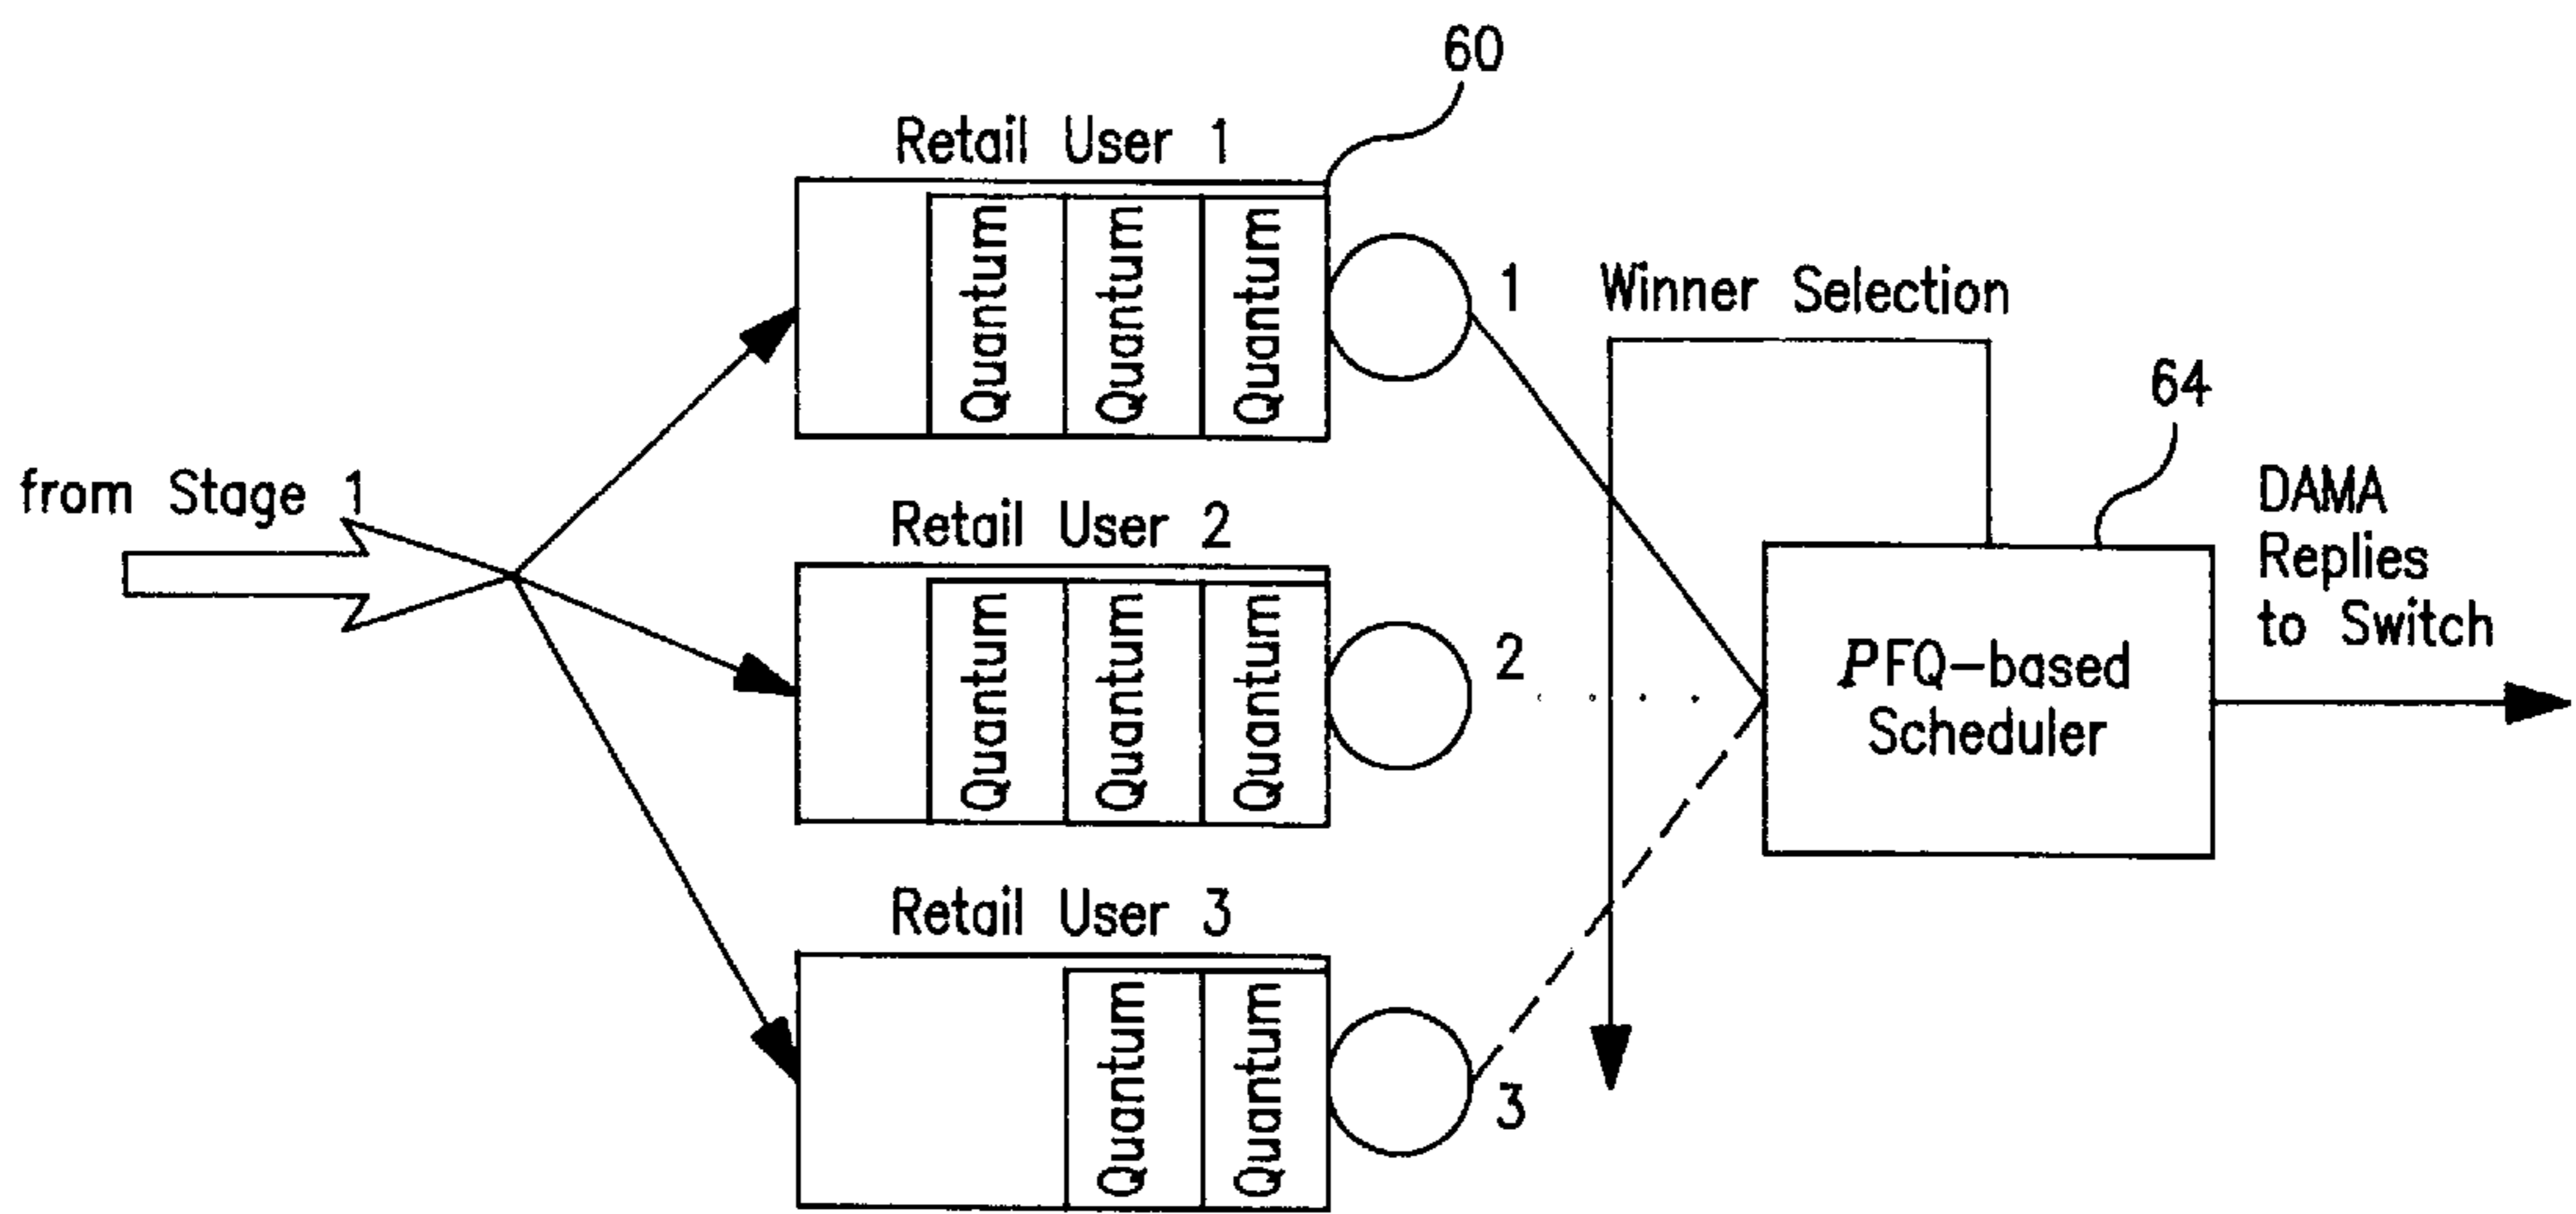 60
Retail User 1
Quantum
Quantum
Quantum
1
Winner Selection
64
from Stage 1
Retail User 2
Quantum
Quantum
Quantum
2
PFQ-based
Scheduler
DAMA
Replies
to Switch
Retail User 3
Quantum
Quantum
3